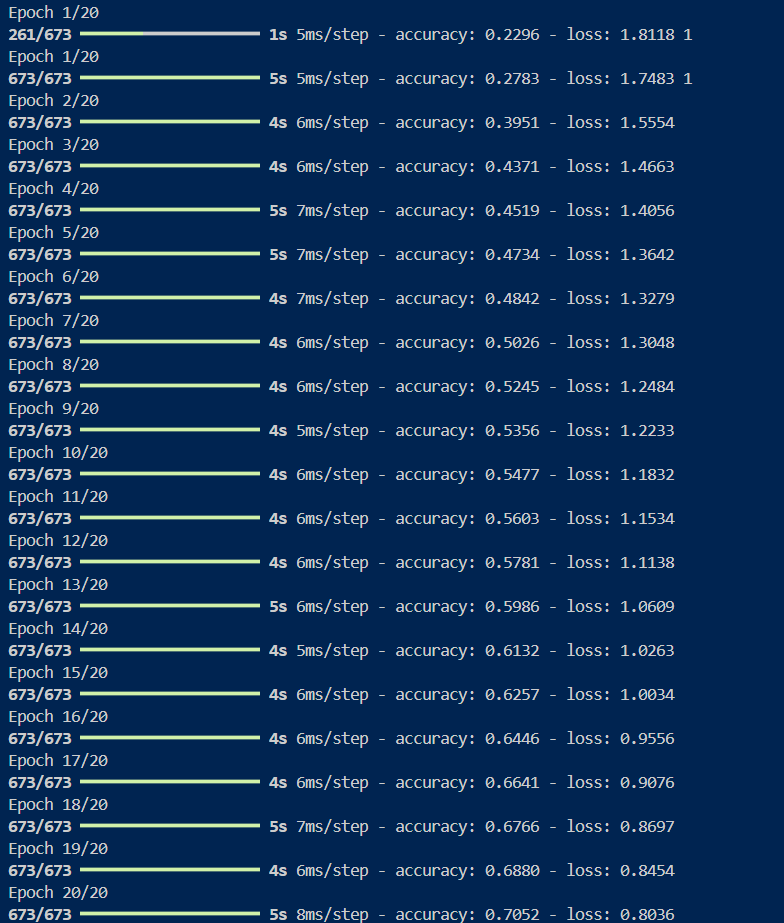 Epoch 1/20
261/673 1s 5ms/step - accuracy: 0.2296 - loss: 1.8118 1
Epoch 1/20
673/673 5s 5ms/step - accuracy: 0.2783 - loss: 1.7483 1
Epoch 2/20
673/673 4s 6ms/step - accuracy: 0.3951 - loss: 1.5554
Epoch 3/20
673/673 4s 6ms/step - accuracy: 0.4371 - loss: 1.4663
Epoch 4/20
673/673 5s 7ms/step - accuracy: 0.4519 - loss: 1.4056
Epoch 5/20
673/673 5s 7ms/step - accuracy: 0.4734 - loss: 1.3642
Epoch 6/20
673/673 4s 7ms/step - accuracy: 0.4842 - loss: 1.3279
Epoch 7/20
673/673 4s 6ms/step - accuracy: 0.5026 - loss: 1.3048
Epoch 8/20
673/673 4s 6ms/step - accuracy: 0.5245 - loss: 1.2484
Epoch 9/20
673/673 4s 5ms/step - accuracy: 0.5356 - loss: 1.2233
Epoch 10/20
673/673 4s 6ms/step - accuracy: 0.5477 - loss: 1.1832
Epoch 11/20
673/673 4s 6ms/step - accuracy: 0.5603 - loss: 1.1534
Epoch 12/20
673/673 4s 6ms/step - accuracy: 0.5781 - loss: 1.1138
Epoch 13/20
673/673 5s 6ms/step - accuracy: 0.5986 - loss: 1.0609
Epoch 14/20
673/673 4s 5ms/step - accuracy: 0.6132 - loss: 1.0263
Epoch 15/20
673/673 4s 6ms/step - accuracy: 0.6257 - loss: 1.0034
Epoch 16/20
673/673 4s 6ms/step - accuracy: 0.6446 - loss: 0.9556
Epoch 17/20
673/673 4s 6ms/step - accuracy: 0.6641 - loss: 0.9076
Epoch 18/20
673/673 5s 7ms/step - accuracy: 0.6766 - loss: 0.8697
Epoch 19/20
673/673 4s 6ms/step - accuracy: 0.6880 - loss: 0.8454
Epoch 20/20
673/673 5s 8ms/step - accuracy: 0.7052 - loss: 0.8036